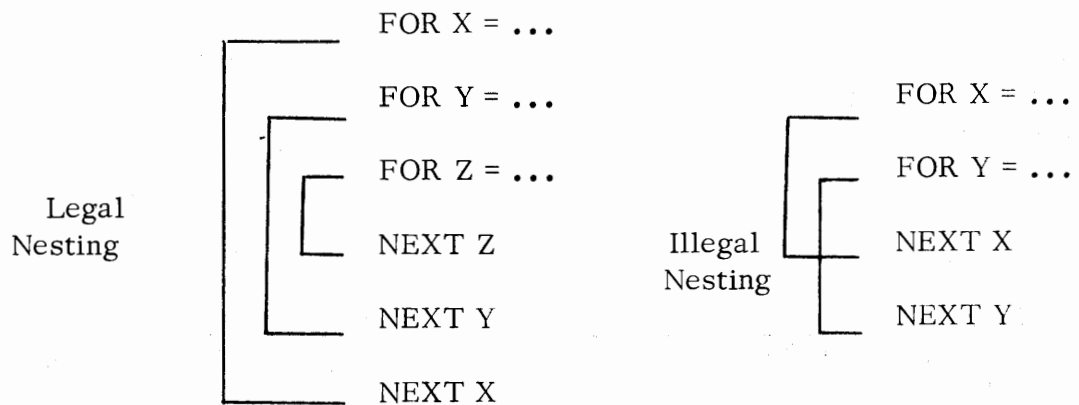 Legal
Nesting
FOR X = ...
FOR Y = ...
FOR Z = ...
NEXT Z
NEXT Y
NEXT X
Illegal
Nesting
FOR X = ...
FOR Y = ...
NEXT X
NEXT Y